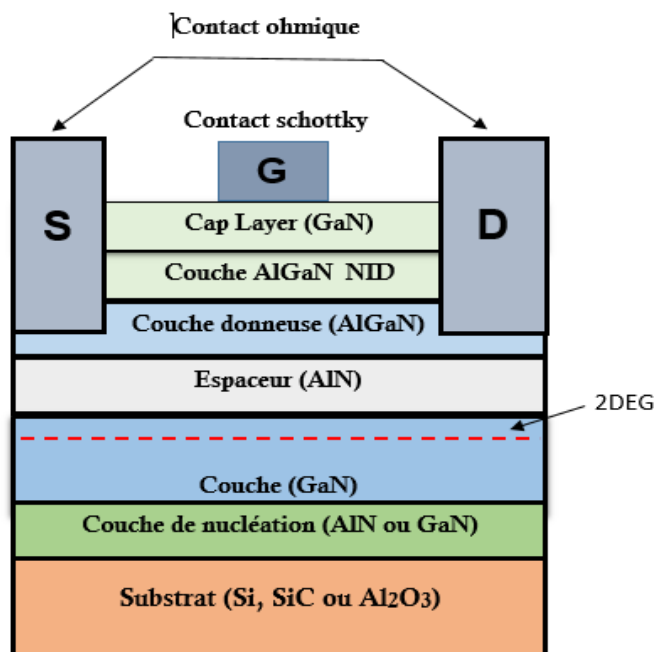 Contact ohmique
Contact schottky
G
S
D
Cap Layer (GaN)
Couche AlGaN NID
Couche donneuse (AlGaN)
Espaceur (AlN)
2DEG
Couche (GaN)
Couche de nucléation (AlN ou GaN)
Substrat (Si, SiC ou Al2O3)